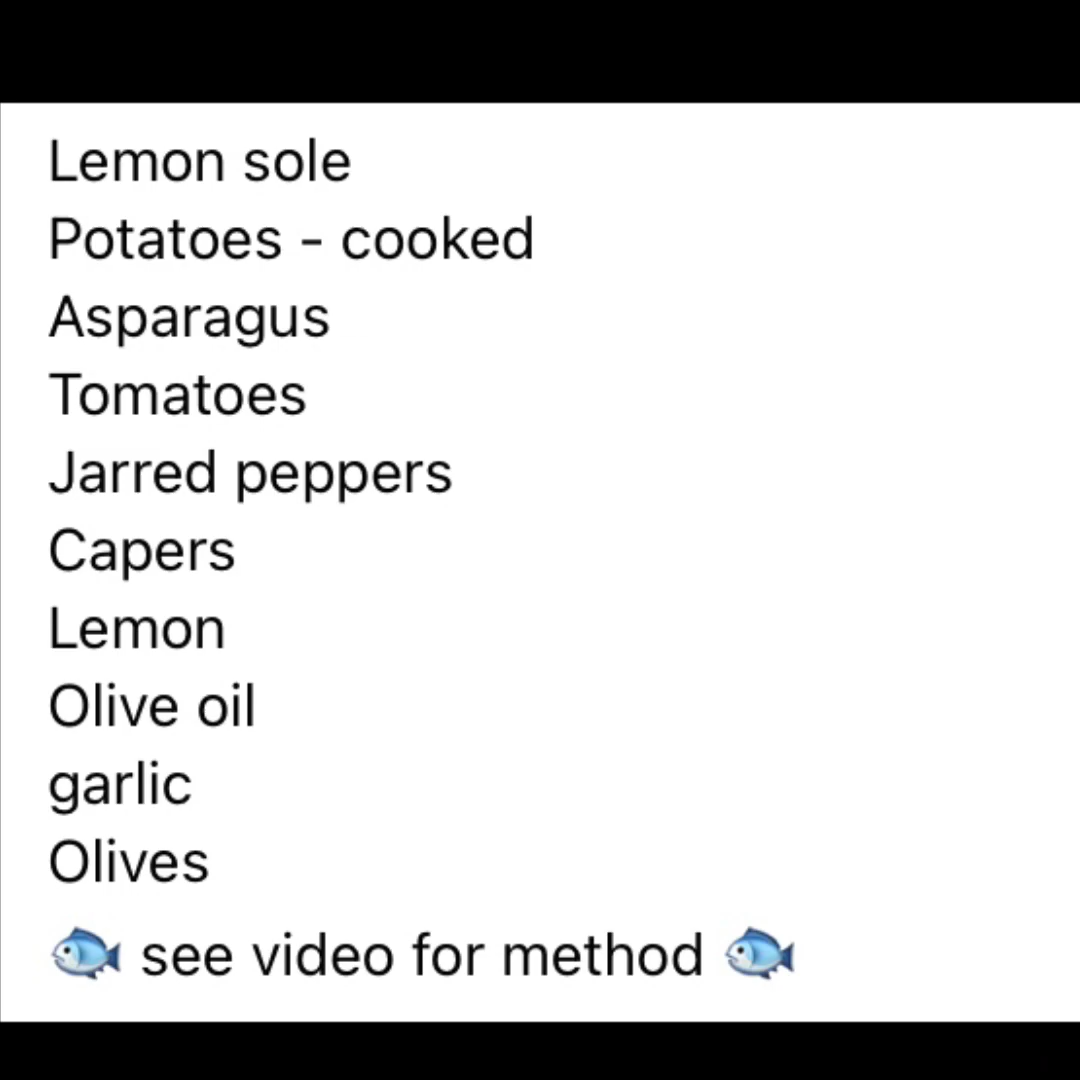 Lemon sole
Potatoes - cooked
Asparagus
Tomatoes
Jarred peppers
Capers
Lemon
Olive oil
garlic
Olives
🐟 see video for method 🐟